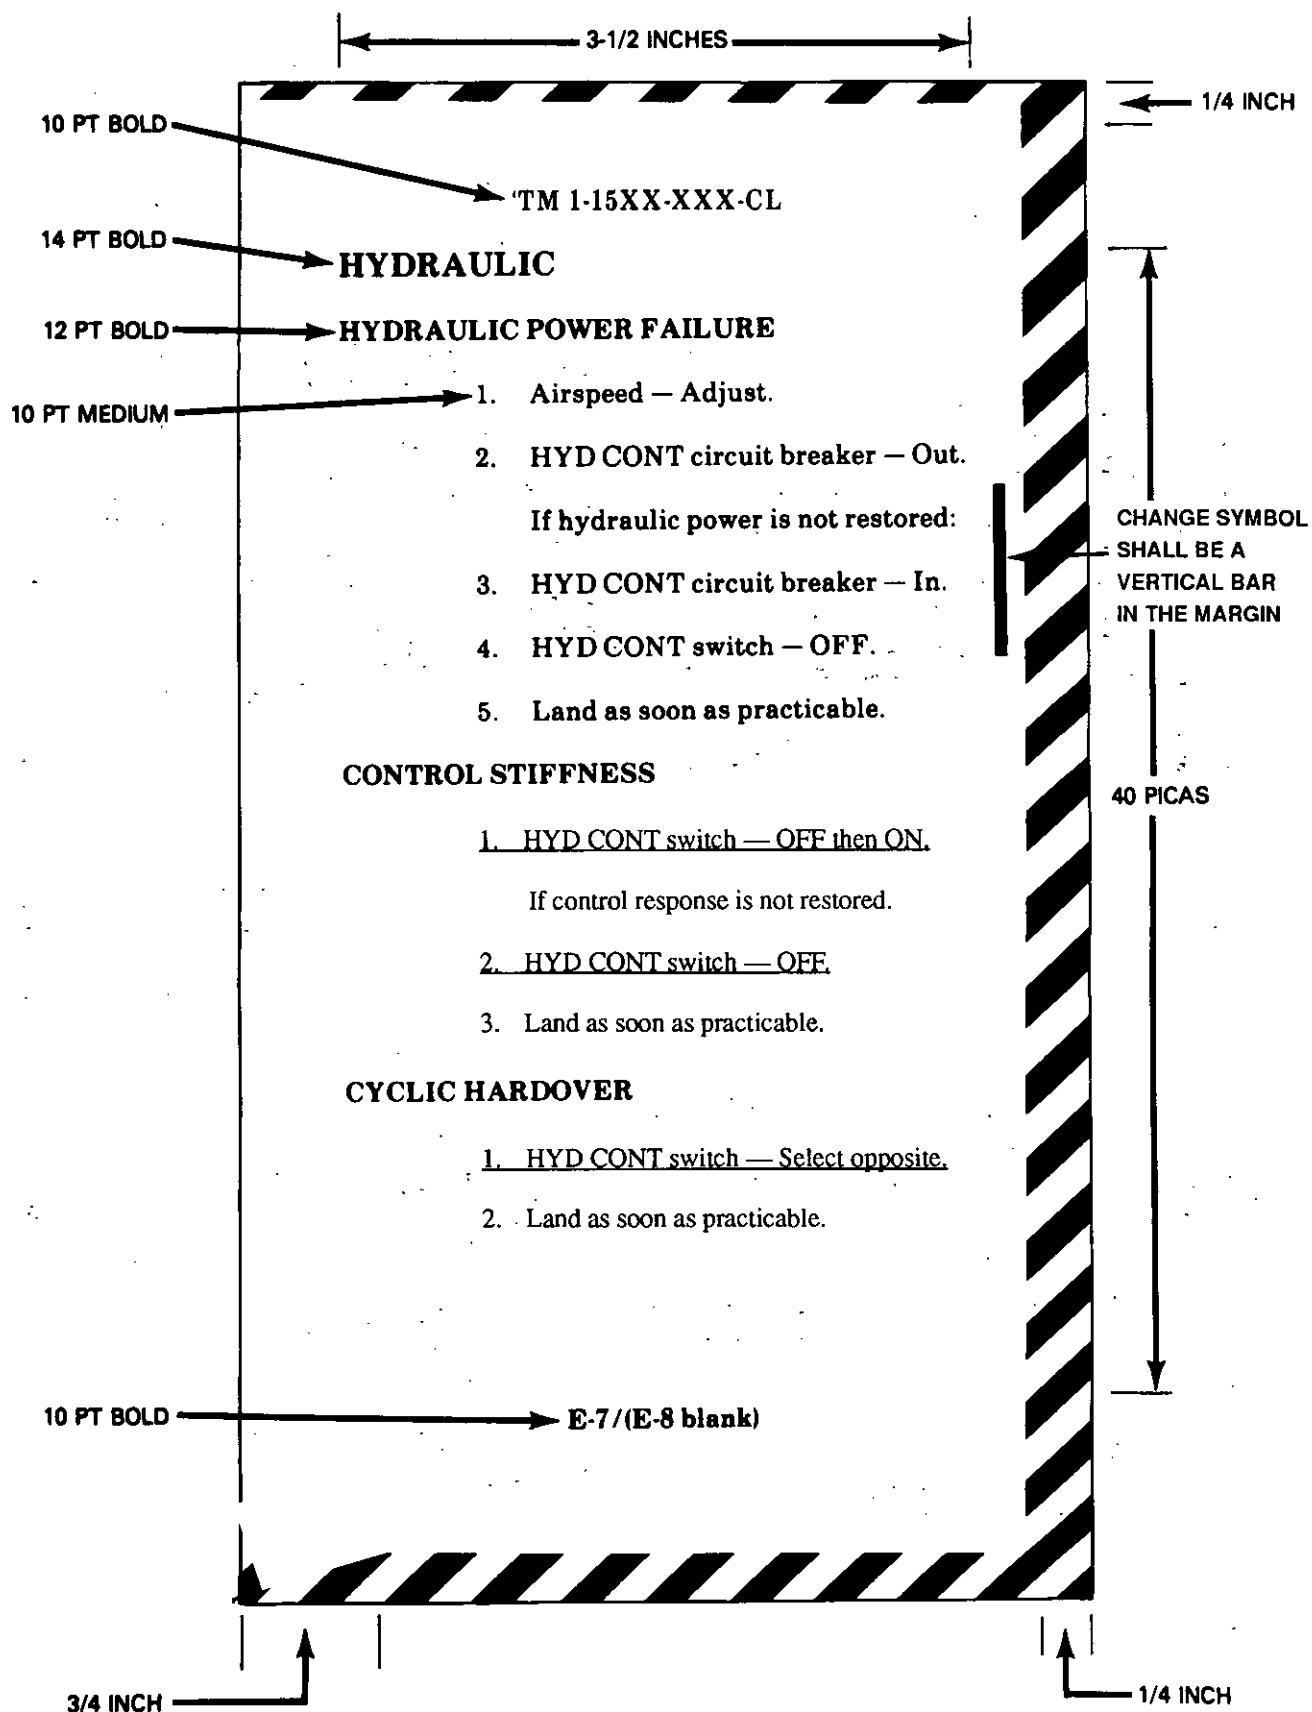 3-1/2 INCHES
1/4 INCH
10 PT BOLD
'TM 1-15XX-XXX-CL
14 PT BOLD
HYDRAULIC
12 PT BOLD
HYDRAULIC POWER FAILURE
10 PT MEDIUM
1. Airspeed — Adjust.
2. HYD CONT circuit breaker — Out.
If hydraulic power is not restored:
3. HYD CONT circuit breaker — In.
4. HYD CONT switch — OFF.
5. Land as soon as practicable.
CHANGE SYMBOL
SHALL BE A
VERTICAL BAR
IN THE MARGIN
CONTROL STIFFNESS
40 PICAS
1. HYD CONT switch — OFF then ON.
If control response is not restored.
2. HYD CONT switch — OFF.
3. Land as soon as practicable.
CYCLIC HARDOVER
1. HYD CONT switch — Select opposite.
2. Land as soon as practicable.
10 PT BOLD
E-7/(E-8 blank)
3/4 INCH
1/4 INCH